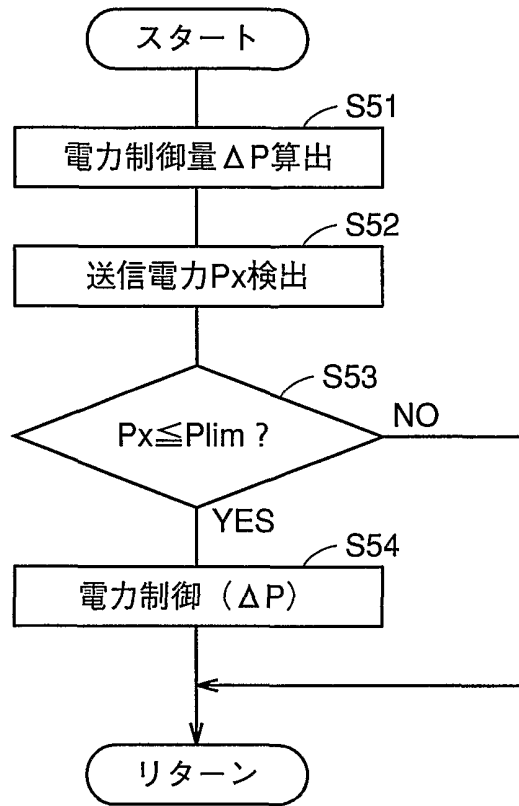 スタート
S51
電力制御量ΔP算出
S52
送信電力Px検出
S53
Px≦Plim ?
NO
YES
S54
電力制御（ΔP）
リターン